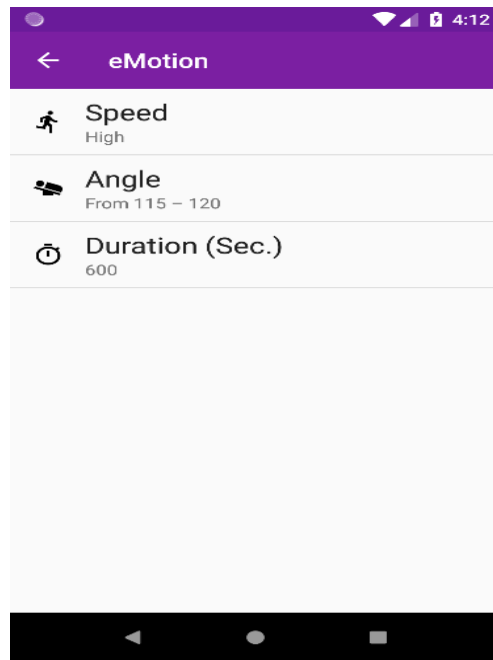 4:12
eMotion
Speed
High
Angle
From 115 – 120
Duration (Sec.)
600